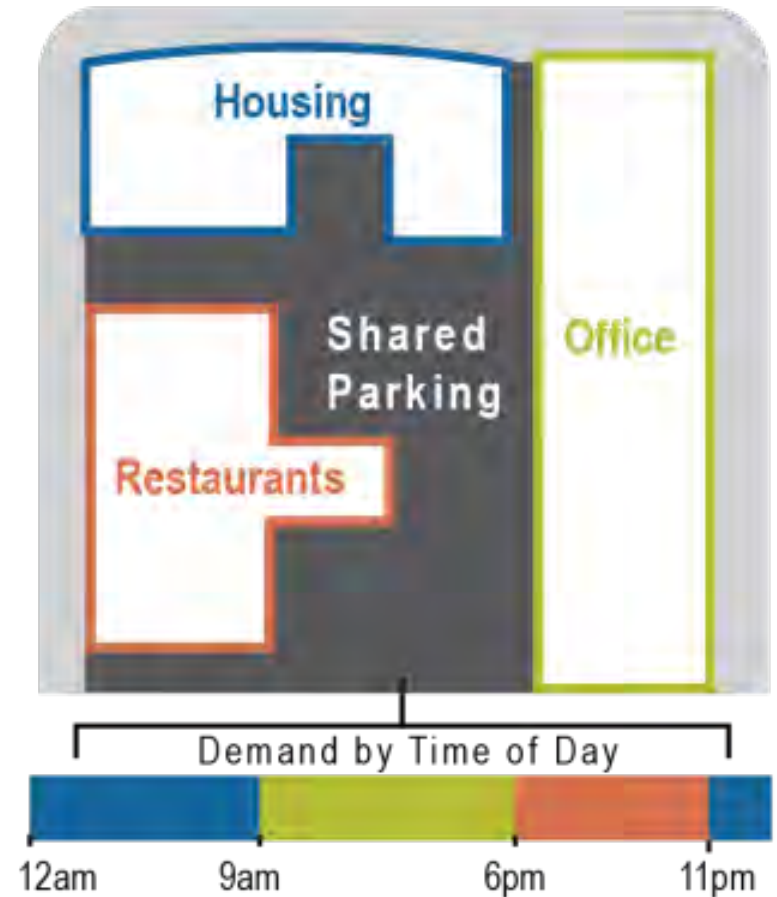 Housing
Shared
Parking
Office
Restaurants
Demand by Time of Day
12am 9am 6pm 11pm